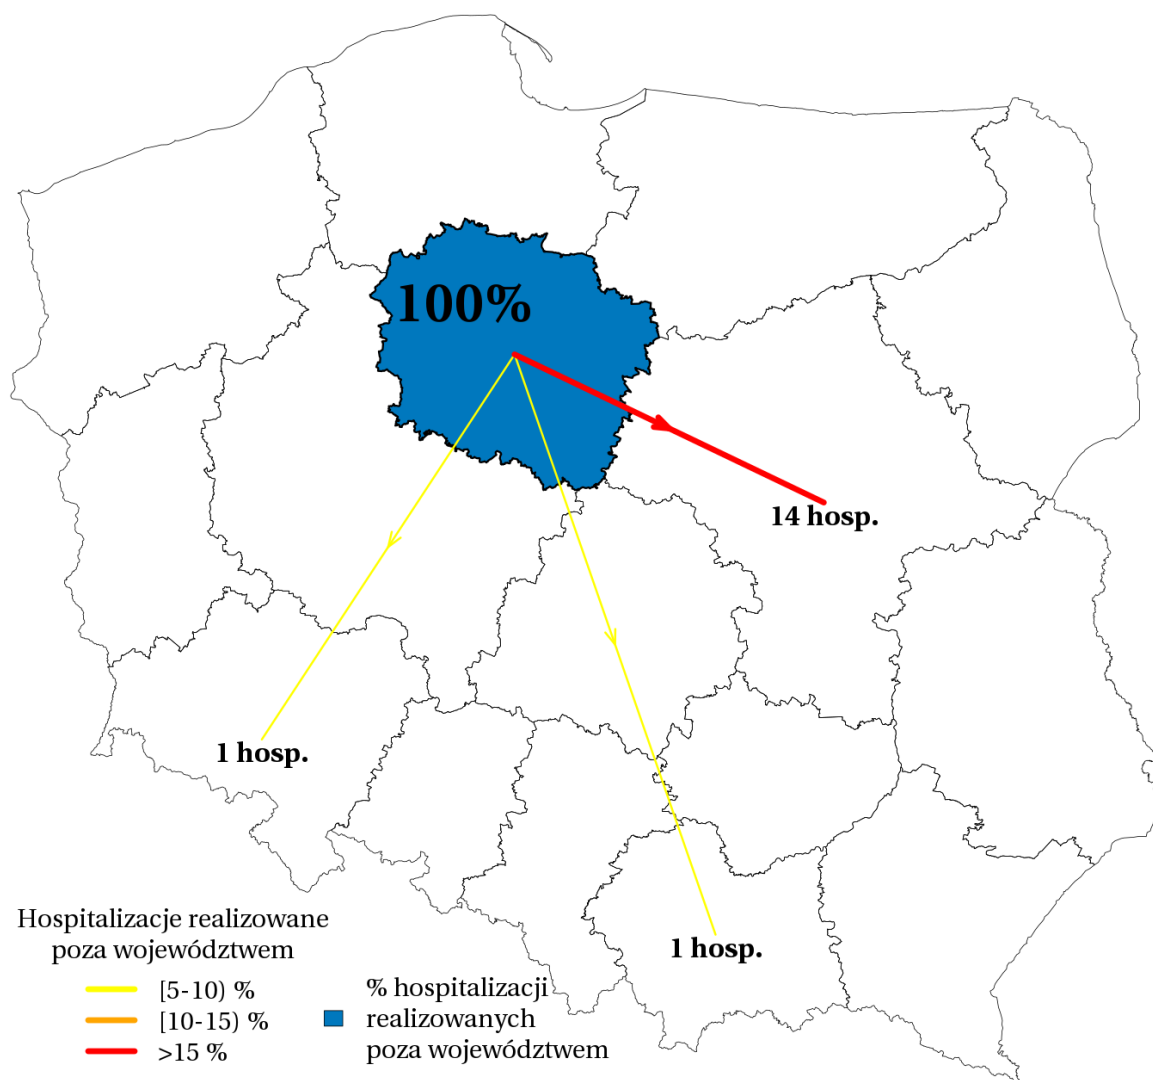 100%
14 hosp.
1 hosp.
1 hosp.
Hospitalizacje realizowane
poza województwem
[5-10) %
[10-15) %
>15 %
% hospitalizacji
realizowanych
poza województwem